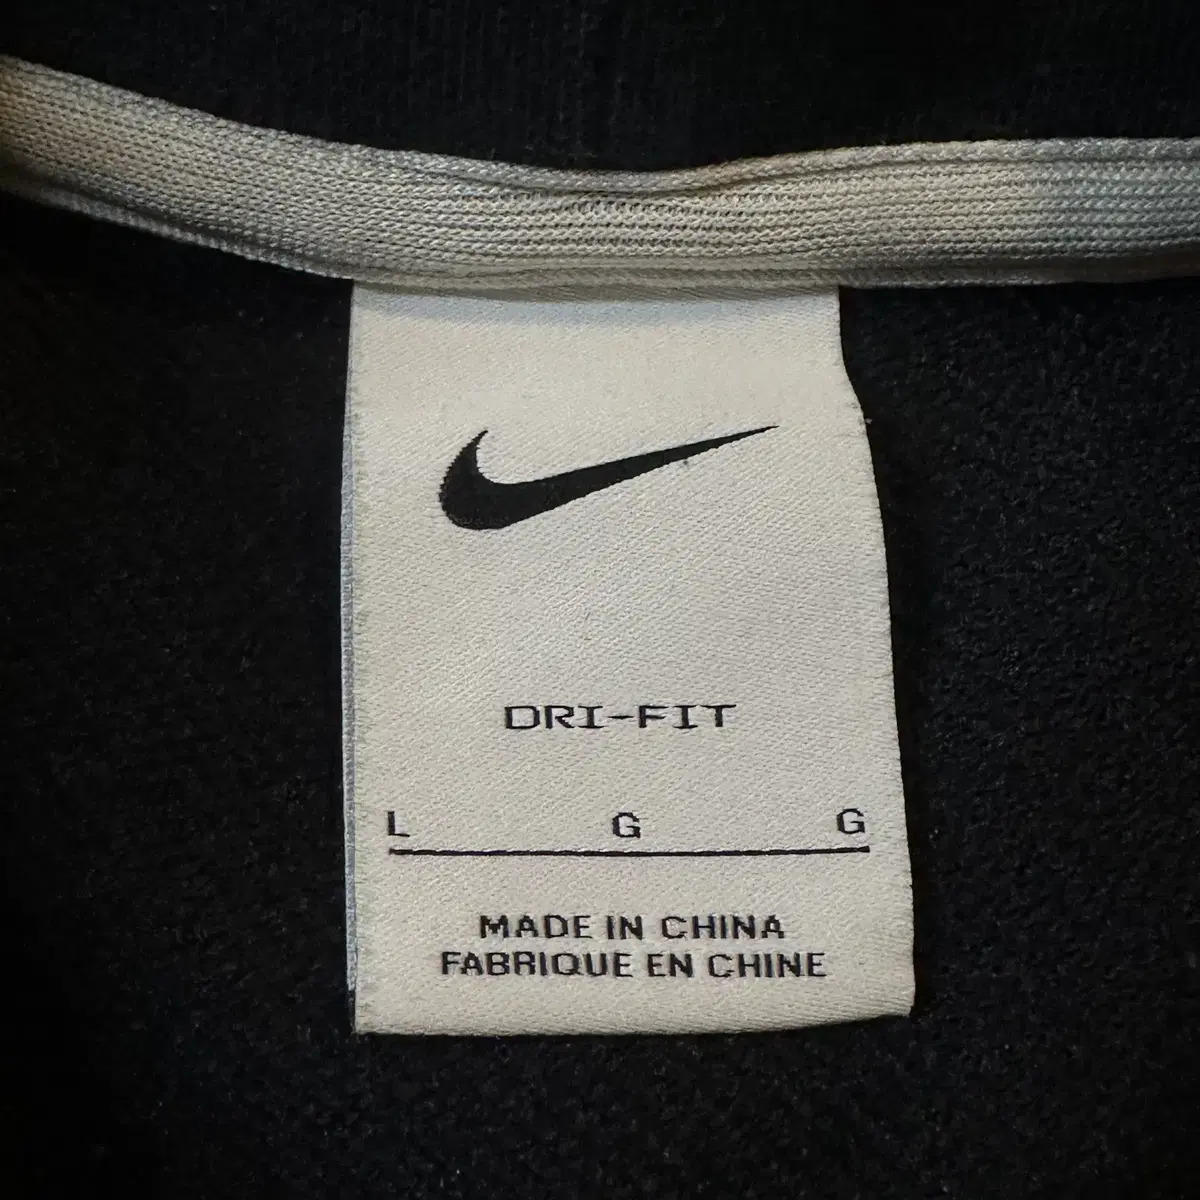 DRI-FIT
L G G
MADE IN CHINA
FABRIQUE EN CHINE